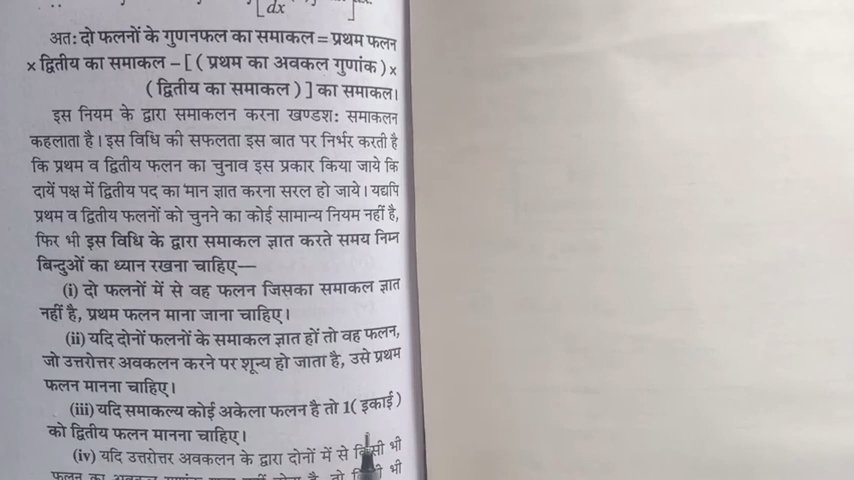 dx
अतः दो फलनों के गुणनफल का समाकल = प्रथम फलन
× द्वितीय का समाकल – [ ( प्रथम का अवकल गुणांक ) ×
( द्वितीय का समाकल ) ] का समाकल।
इस नियम के द्वारा समाकलन करना खण्डशः समाकलन
कहलाता है। इस विधि की सफलता इस बात पर निर्भर करती है
कि प्रथम व द्वितीय फलन का चुनाव इस प्रकार किया जाये कि
दायें पक्ष में द्वितीय पद का मान ज्ञात करना सरल हो जाये। यद्यपि
प्रथम व द्वितीय फलनों को चुनने का कोई सामान्य नियम नहीं है,
फिर भी इस विधि के द्वारा समाकल ज्ञात करते समय निम्न
बिन्दुओं का ध्यान रखना चाहिए—
(i) दो फलनों में से वह फलन जिसका समाकल ज्ञात
नहीं है, प्रथम फलन माना जाना चाहिए।
(ii) यदि दोनों फलनों के समाकल ज्ञात हों तो वह फलन,
जो उत्तरोत्तर अवकलन करने पर शून्य हो जाता है, उसे प्रथम
फलन मानना चाहिए।
(iii) यदि समाकल्य कोई अकेला फलन है तो 1( इकाई )
को द्वितीय फलन मानना चाहिए।
(iv) यदि उत्तरोत्तर अवकलन के द्वारा दोनों में से किसी भी
फलन का अवकल गुणांक